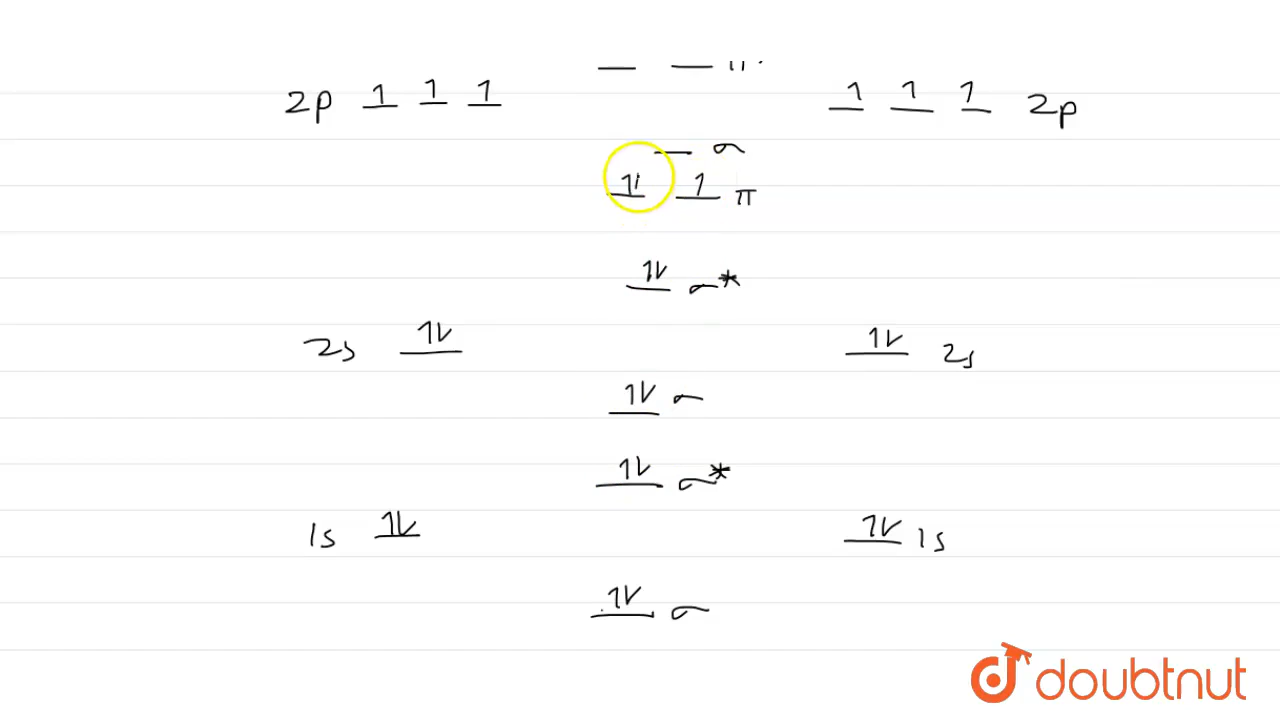 π*
2p 1 1 1 1 1 1 2p
σ
1 1 π
1l σ*
2s 1l 1l 2s
1l σ
1l σ*
1s 1l 1l 1s
1l σ
doubtnut